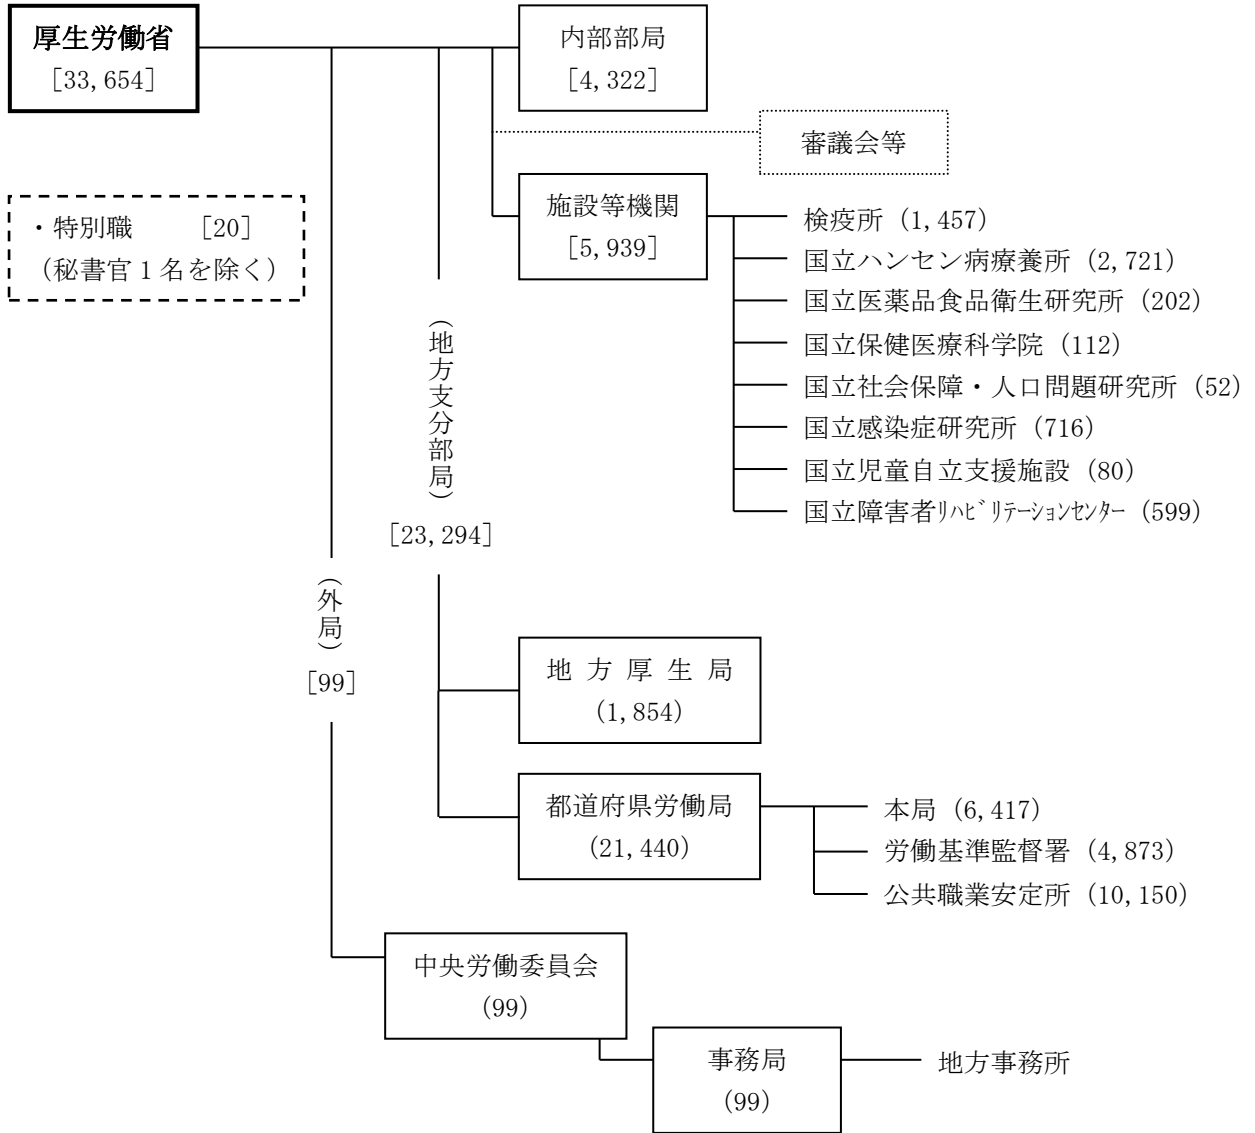 厚生労働省
[33,654]
内部部局
[4,322]
審議会等
・特別職 [20]
(秘書官1名を除く)
施設等機関
[5,939]
検疫所 (1,457)
国立ハンセン病療養所 (2,721)
国立医薬品食品衛生研究所 (202)
国立保健医療科学院 (112)
国立社会保障・人口問題研究所 (52)
国立感染症研究所 (716)
国立児童自立支援施設 (80)
国立障害者ﾘﾊﾋﾞﾘﾃｰｼｮﾝｾﾝﾀｰ (599)
(地方支分部局)
[23,294]
地方厚生局
(1,854)
都道府県労働局
(21,440)
本局 (6,417)
労働基準監督署 (4,873)
公共職業安定所 (10,150)
(外局)
[99]
中央労働委員会
(99)
事務局
(99)
地方事務所